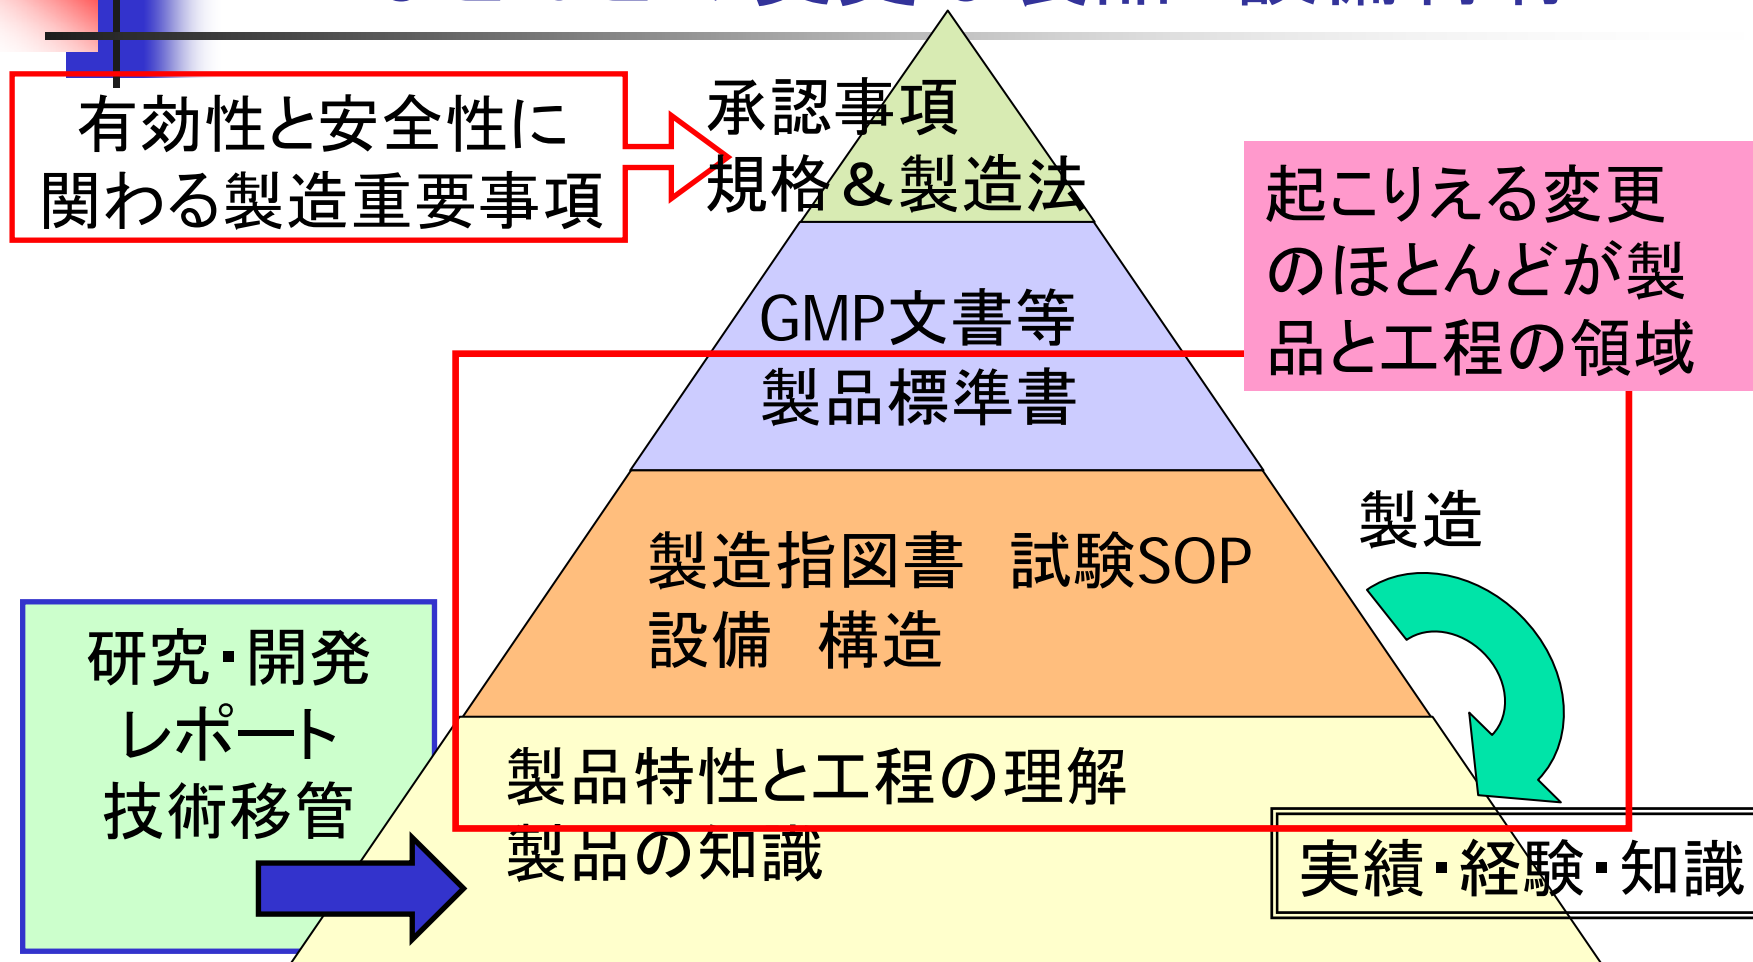 有効性と安全性に
関わる製造重要事項
承認事項
規格＆製造法
起こりえる変更
のほとんどが製
品と工程の領域
GMP文書等
製品標準書
製造
製造指図書　試験SOP
設備　構造
研究・開発
レポート
技術移管
製品特性と工程の理解
製品の知識
実績・経験・知識